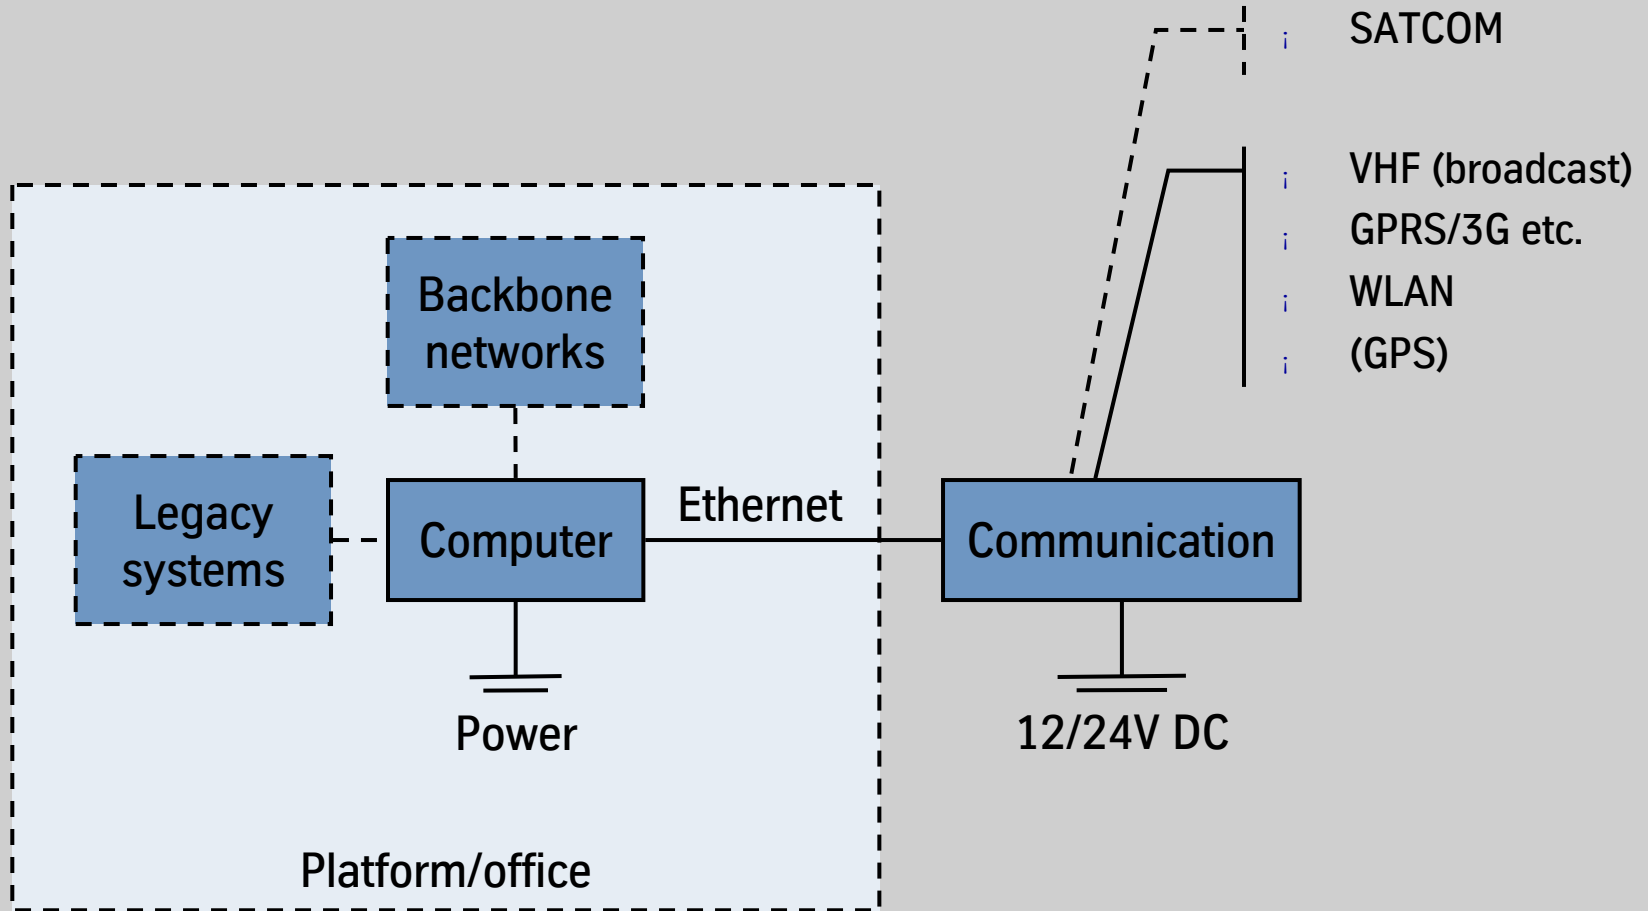 ¡ SATCOM
¡ VHF (broadcast)
¡ GPRS/3G etc.
¡ WLAN
¡ (GPS)
Backbone
networks
Legacy
systems
Computer
Ethernet
Communication
Power
12/24V DC
Platform/office